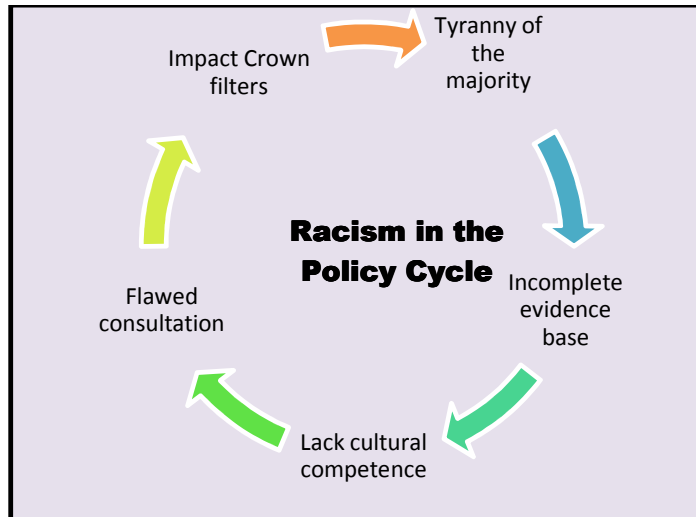 Tyranny of
the
majority
Incomplete
evidence
base
Lack cultural
competence
Flawed
consultation
Impact Crown
filters
Racism in the
Policy Cycle